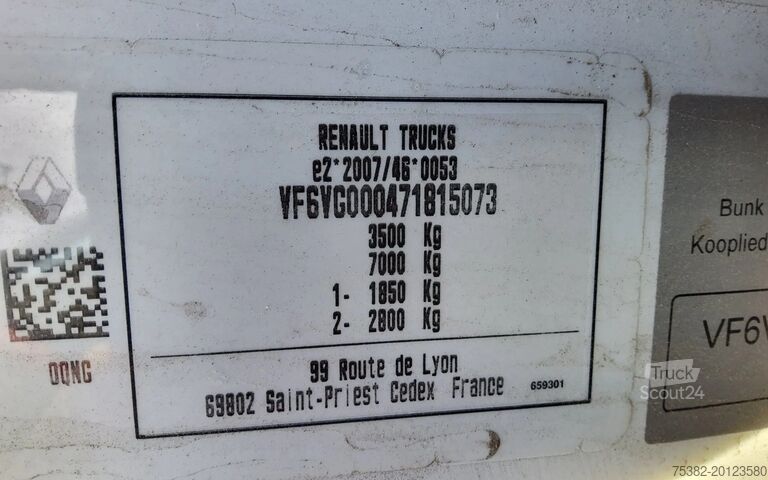 RENAULT TRUCKS
e2*2007/46*0053
VF6VG000471815073
3500 Kg
7000 Kg
1- 1850 Kg
2- 2800 Kg
99 Route de Lyon
69802 Saint-Priest Cedex France
659301
OQNG
Bunk
Kooplied
VF6V
Truck
Scout24
75382-20123580